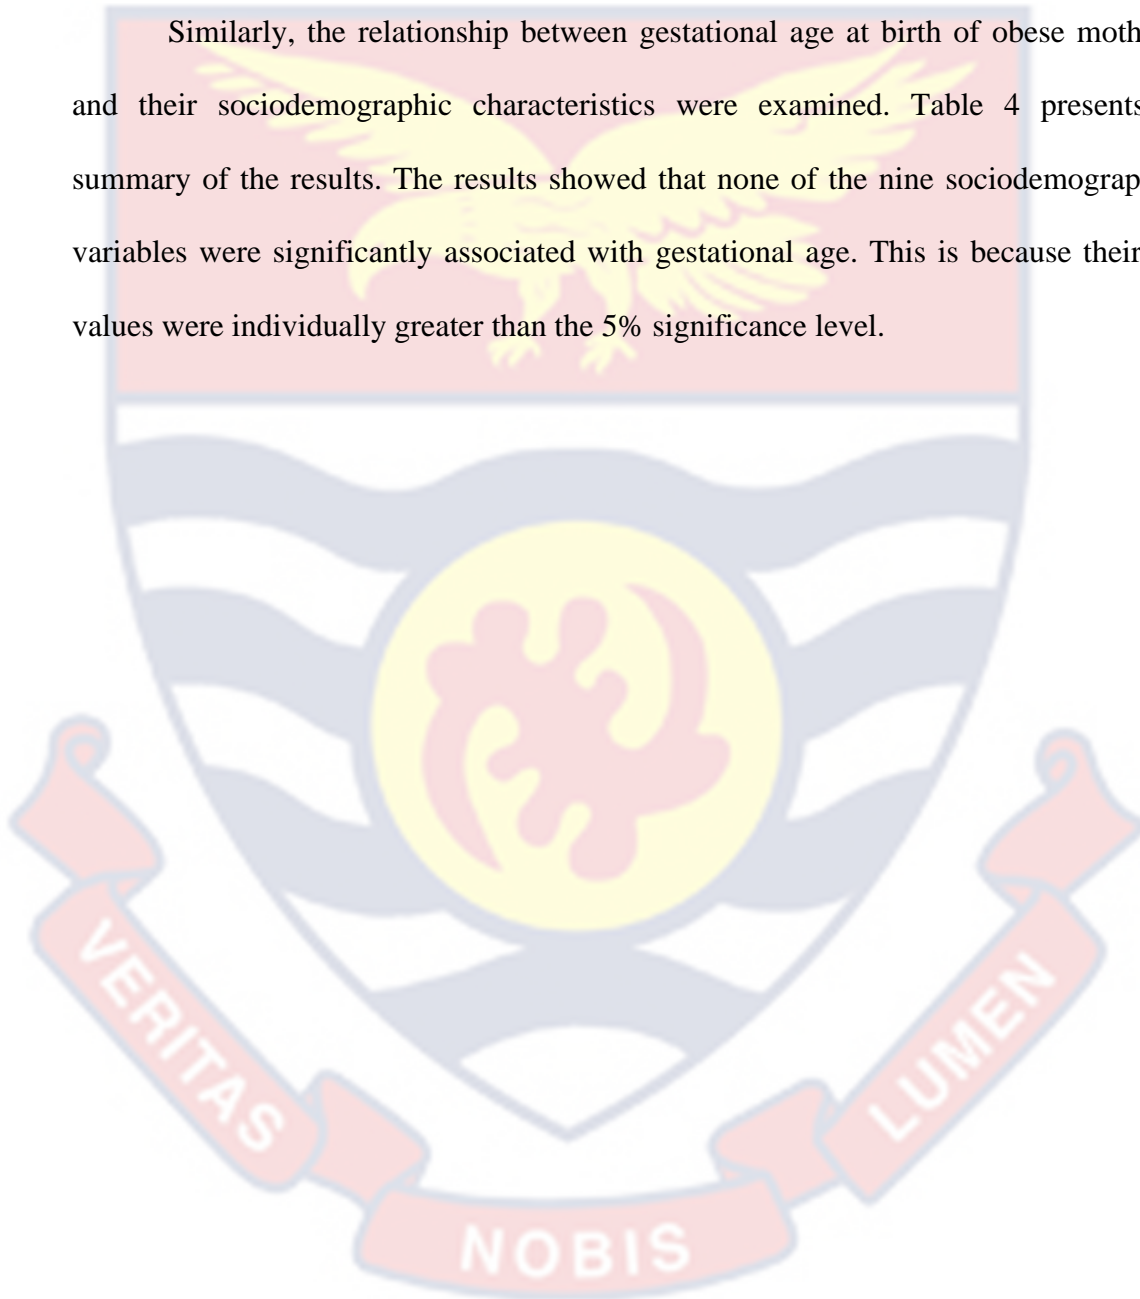 Similarly, the relationship between gestational age at birth of obese moth
and their sociodemographic characteristics were examined. Table 4 presents
summary of the results. The results showed that none of the nine sociodemograp
variables were significantly associated with gestational age. This is because their
values were individually greater than the 5% significance level.
VERITAS
NOBIS
LUMEN